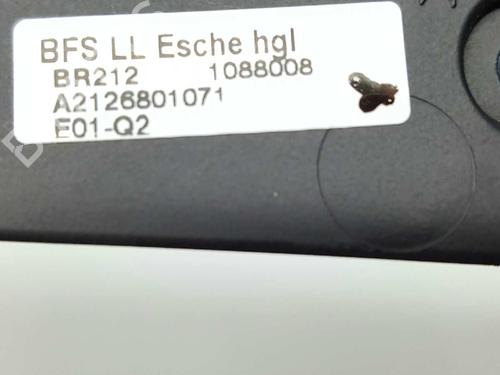 BFS LL Esche hgl
BR212 1088008
A2126801071
E01-Q2